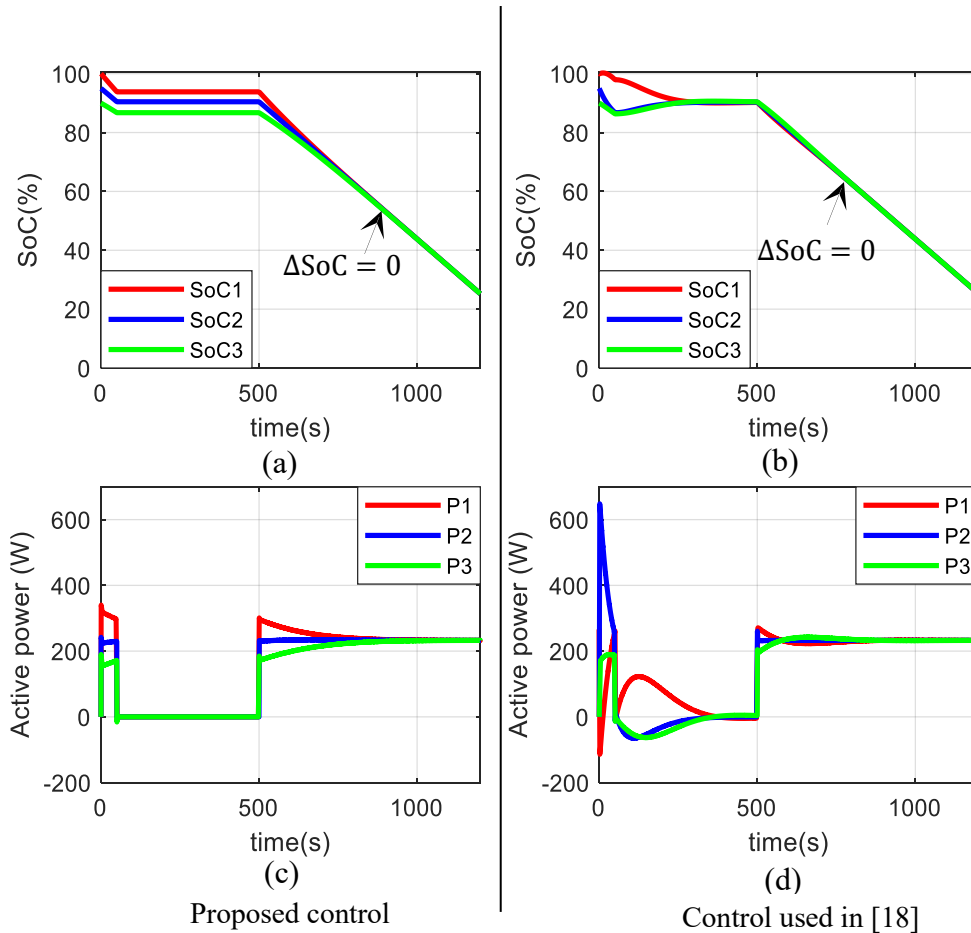 100
80
60
40
20
0
SoC(%)
ΔSoC = 0
SoC1
SoC2
SoC3
0
500
1000
time(s)
(a)
100
80
60
40
20
0
SoC(%)
ΔSoC = 0
SoC1
SoC2
SoC3
0
500
1000
time(s)
(b)
600
400
200
0
-200
Active power (W)
P1
P2
P3
0
500
1000
time(s)
(c)
Proposed control
600
400
200
0
-200
Active power (W)
P1
P2
P3
0
500
1000
time(s)
(d)
Control used in [18]